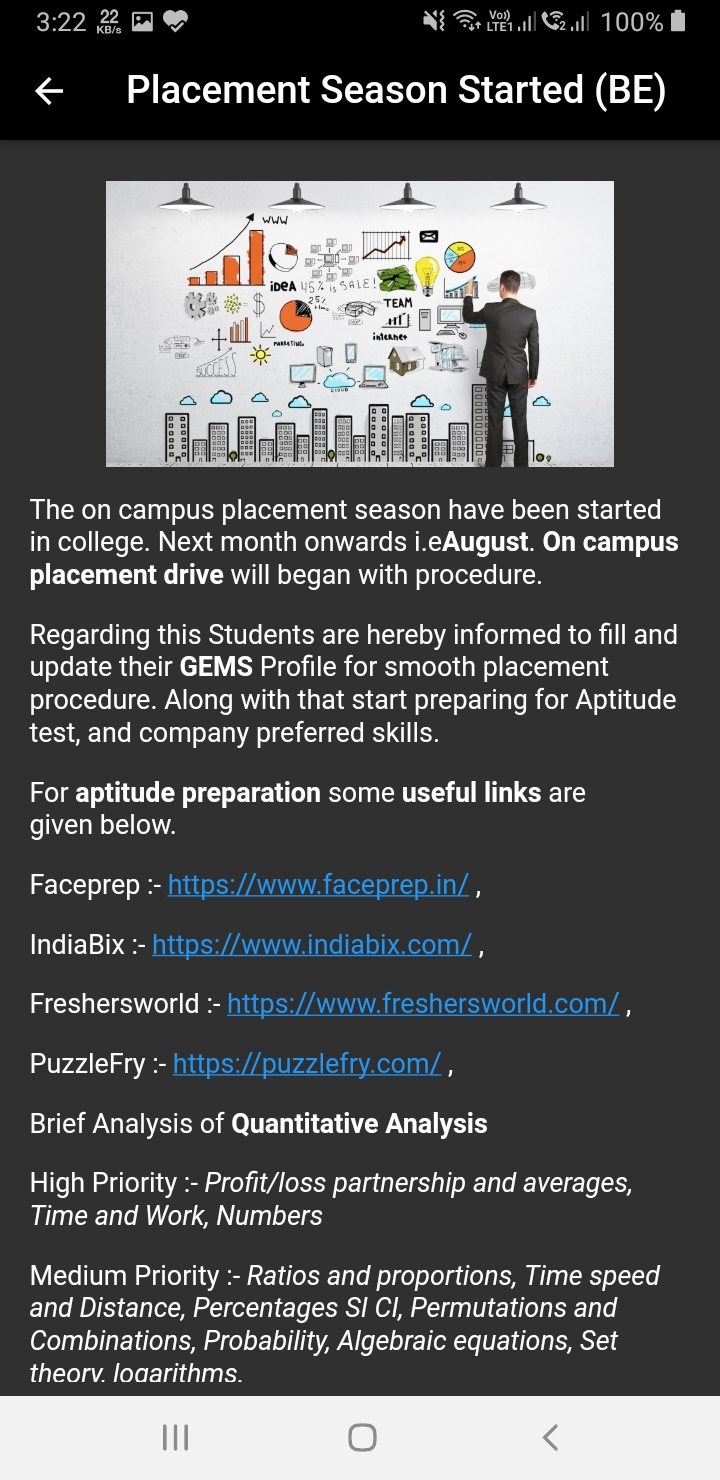 3:22 22 KB/s Vo)) LTE1 2 100%
Placement Season Started (BE)
WWW
IDEA 45% is SALE!
25%
TEAM
MARKETING
internet
SUCCESS
CLOUD
The on campus placement season have been started
in college. Next month onwards i.eAugust. On campus
placement drive will began with procedure.
Regarding this Students are hereby informed to fill and
update their GEMS Profile for smooth placement
procedure. Along with that start preparing for Aptitude
test, and company preferred skills.
For aptitude preparation some useful links are
given below.
Faceprep :- https://www.faceprep.in/ ,
IndiaBix :- https://www.indiabix.com/ ,
Freshersworld :- https://www.freshersworld.com/ ,
PuzzleFry :- https://puzzlefry.com/ ,
Brief Analysis of Quantitative Analysis
High Priority :- Profit/loss partnership and averages,
Time and Work, Numbers
Medium Priority :- Ratios and proportions, Time speed
and Distance, Percentages SI CI, Permutations and
Combinations, Probability, Algebraic equations, Set
theory, logarithms.